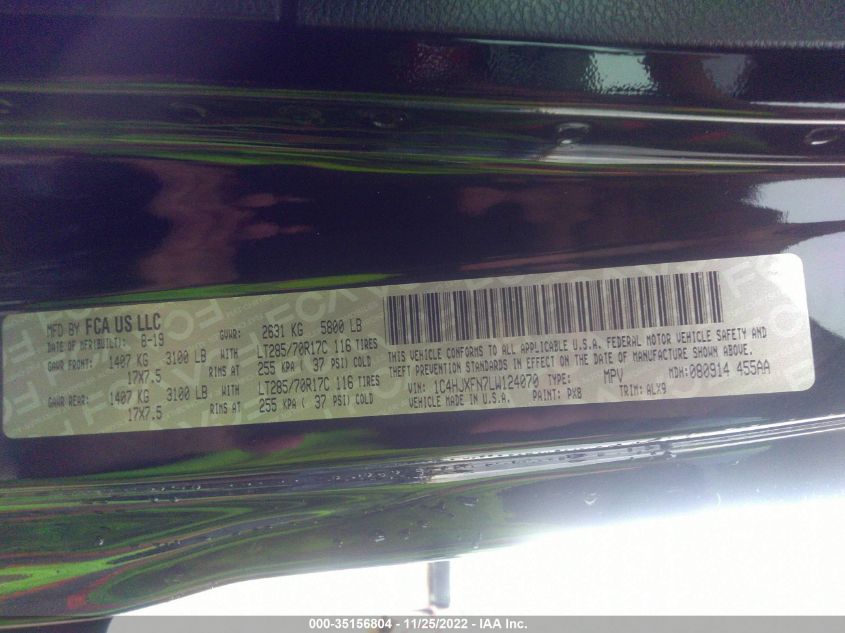 MFD BY FCA US LLC
DATE OF MFR(BUILT): 8-19 GVWR: 2631 KG 5800 LB
GAWR FRONT: 1407 KG 3100 LB WITH LT285/70R17C 116 TIRES
17X7.5 RIMS AT 255 KPA ( 37 PSI) COLD
GAWR REAR: 1407 KG 3100 LB WITH LT285/70R17C 116 TIRES
17X7.5 RIMS AT 255 KPA ( 37 PSI) COLD
THIS VEHICLE CONFORMS TO ALL APPLICABLE U.S.A. FEDERAL MOTOR VEHICLE SAFETY AND
THEFT PREVENTION STANDARDS IN EFFECT ON THE DATE OF MANUFACTURE SHOWN ABOVE.
VIN: 1C4HJXFN7LW124070 TYPE: MPV MDH: 080914 455AA
VEHICLE MADE IN U.S.A. PAINT: PX8 TRIM: ALX9
000-35156804 - 11/25/2022 - IAA Inc.